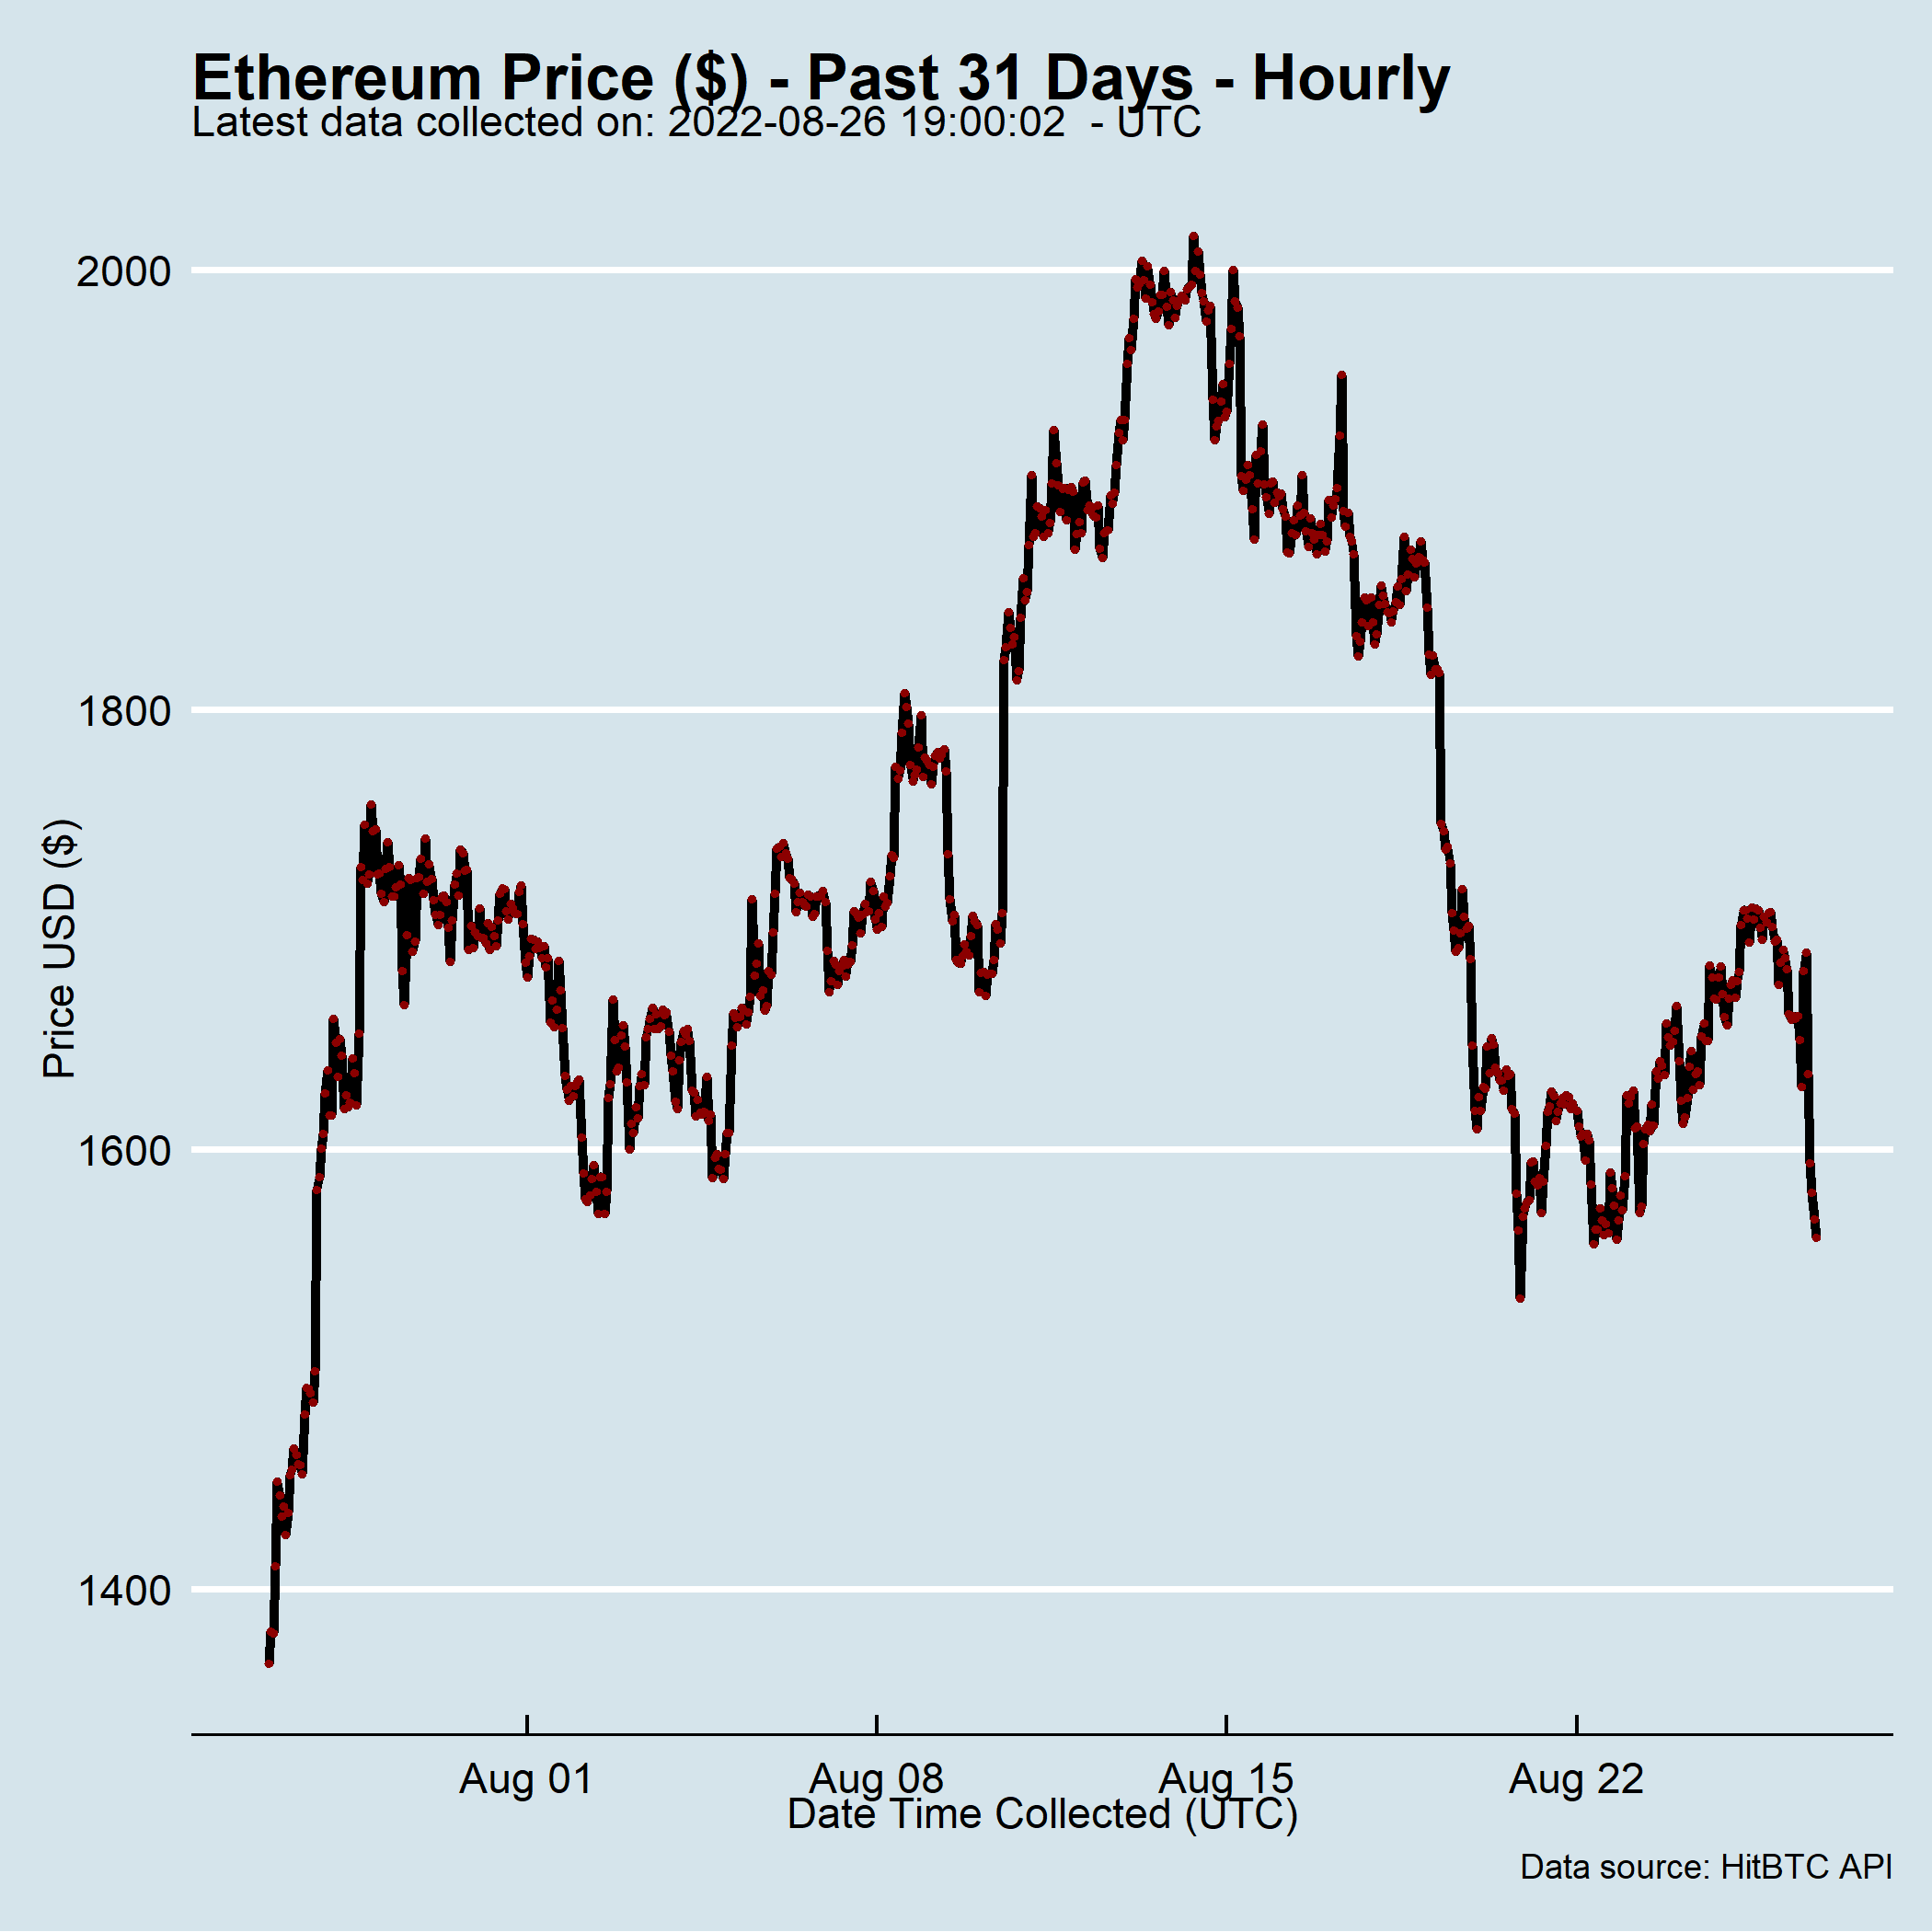 Ethereum Price ($) - Past 31 Days - Hourly
Latest data collected on: 2022-08-26 19:00:02  - UTC
2000
1800
1600
1400
Price USD ($)
Aug 01
Aug 08
Aug 15
Aug 22
Date Time Collected (UTC)
Data source: HitBTC API